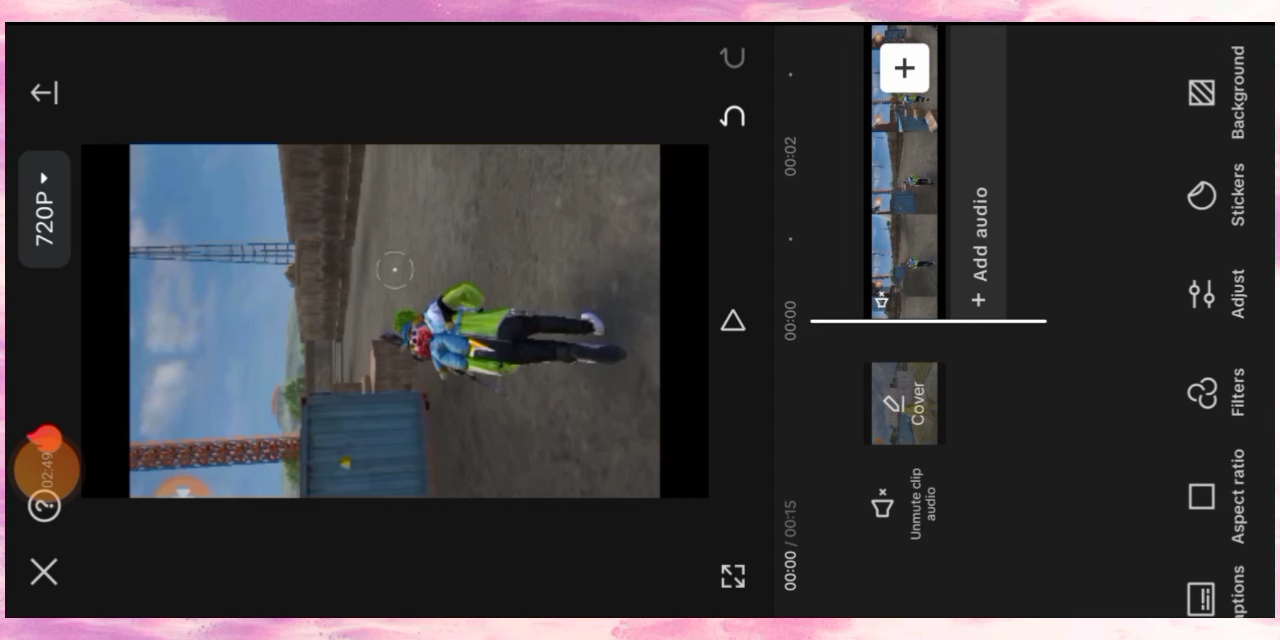 720P
02:49
?
00:00 / 00:15
00:00
00:02
Unmute clip
audio
Cover
+ Add audio
aptions
Aspect ratio
Filters
Adjust
Stickers
Background